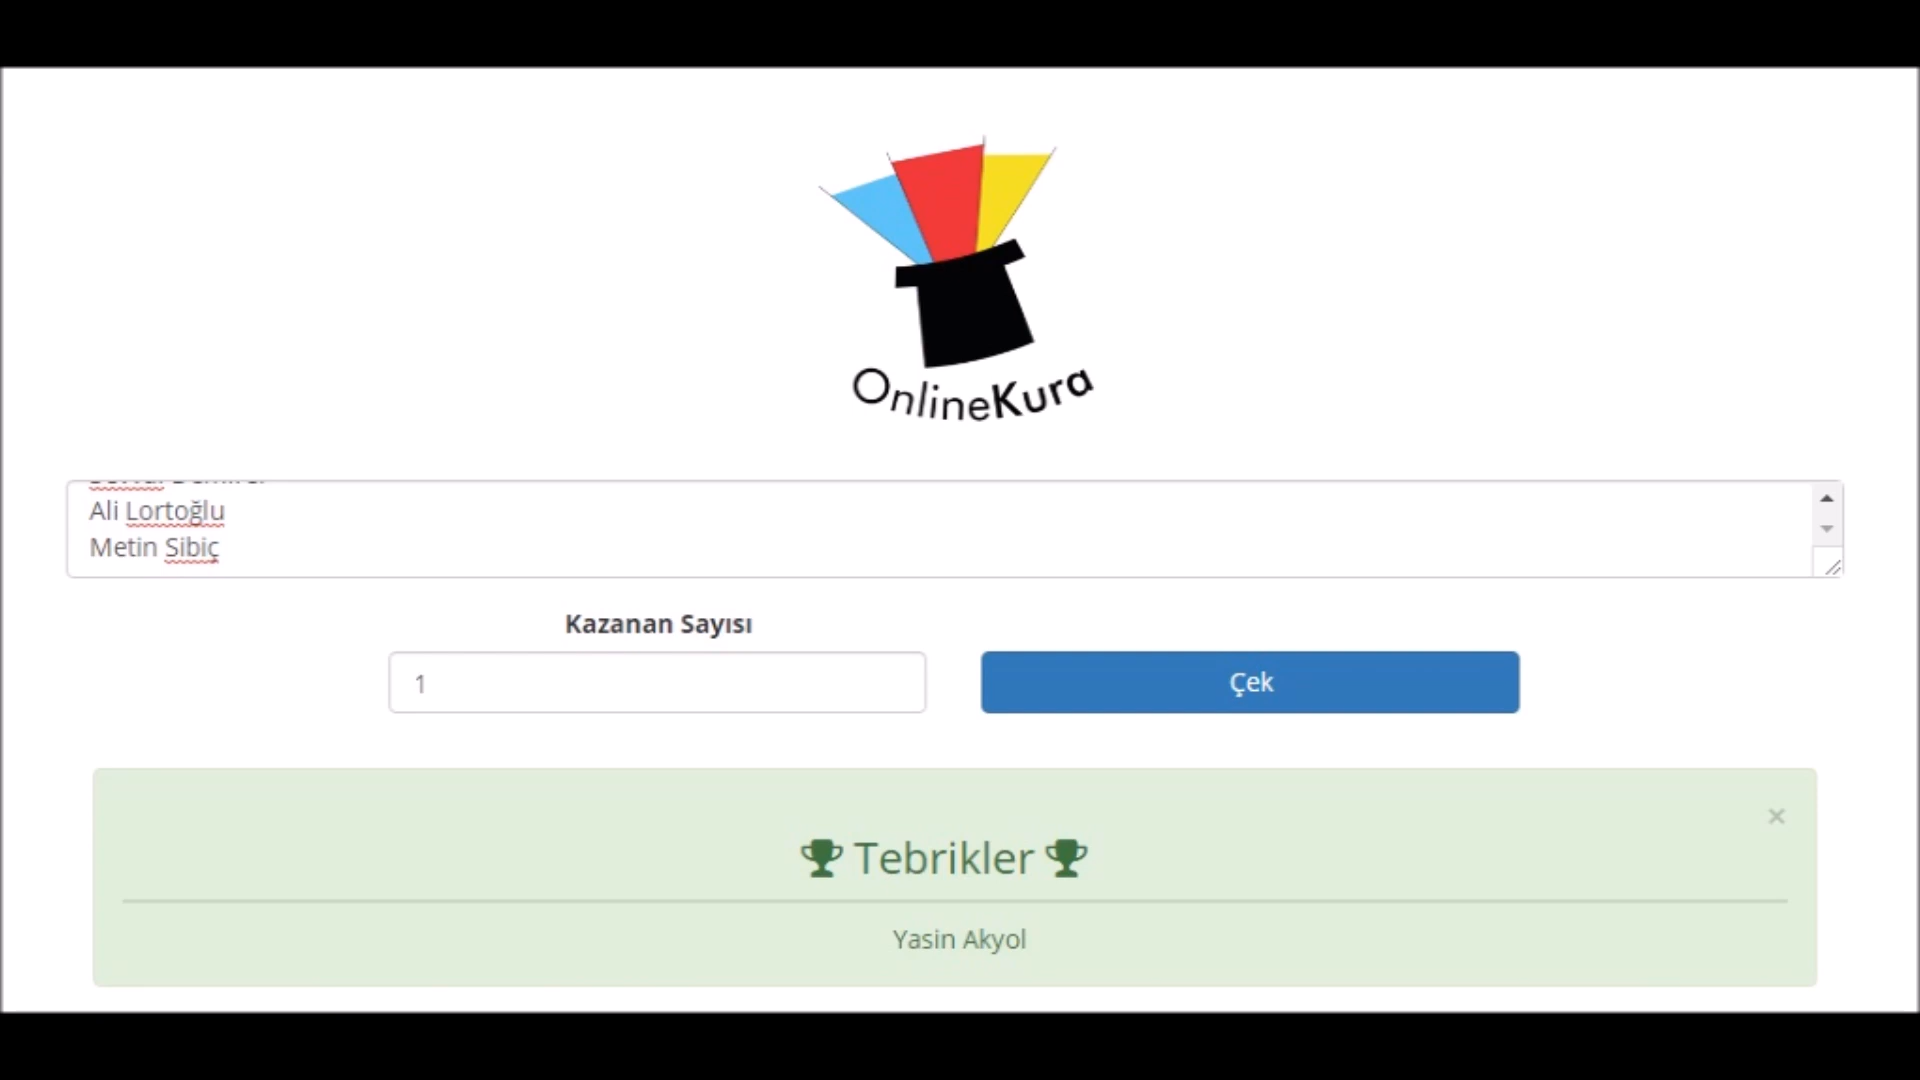 OnlineKura
Ali Lortoğlu
Metin Sibiç
Kazanan Sayısı
1
Çek
×
Tebrikler
Yasin Akyol